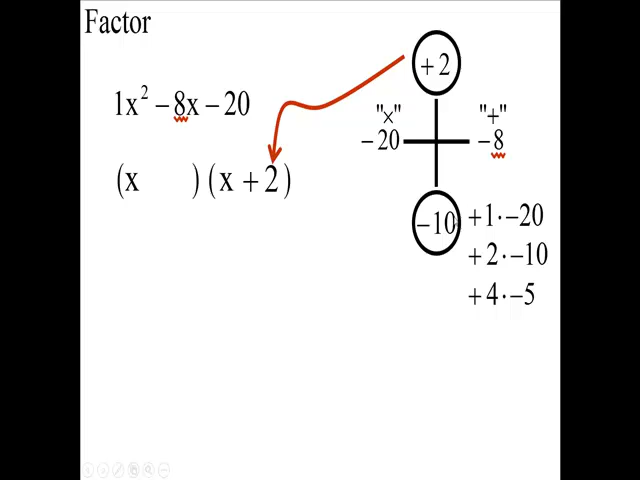 Factor
1x² − 8x − 20
(x      ) (x + 2)
+ 2
"×" "+"
− 20 − 8
− 10
+ 1 · − 20
+ 2 · − 10
+ 4 · − 5